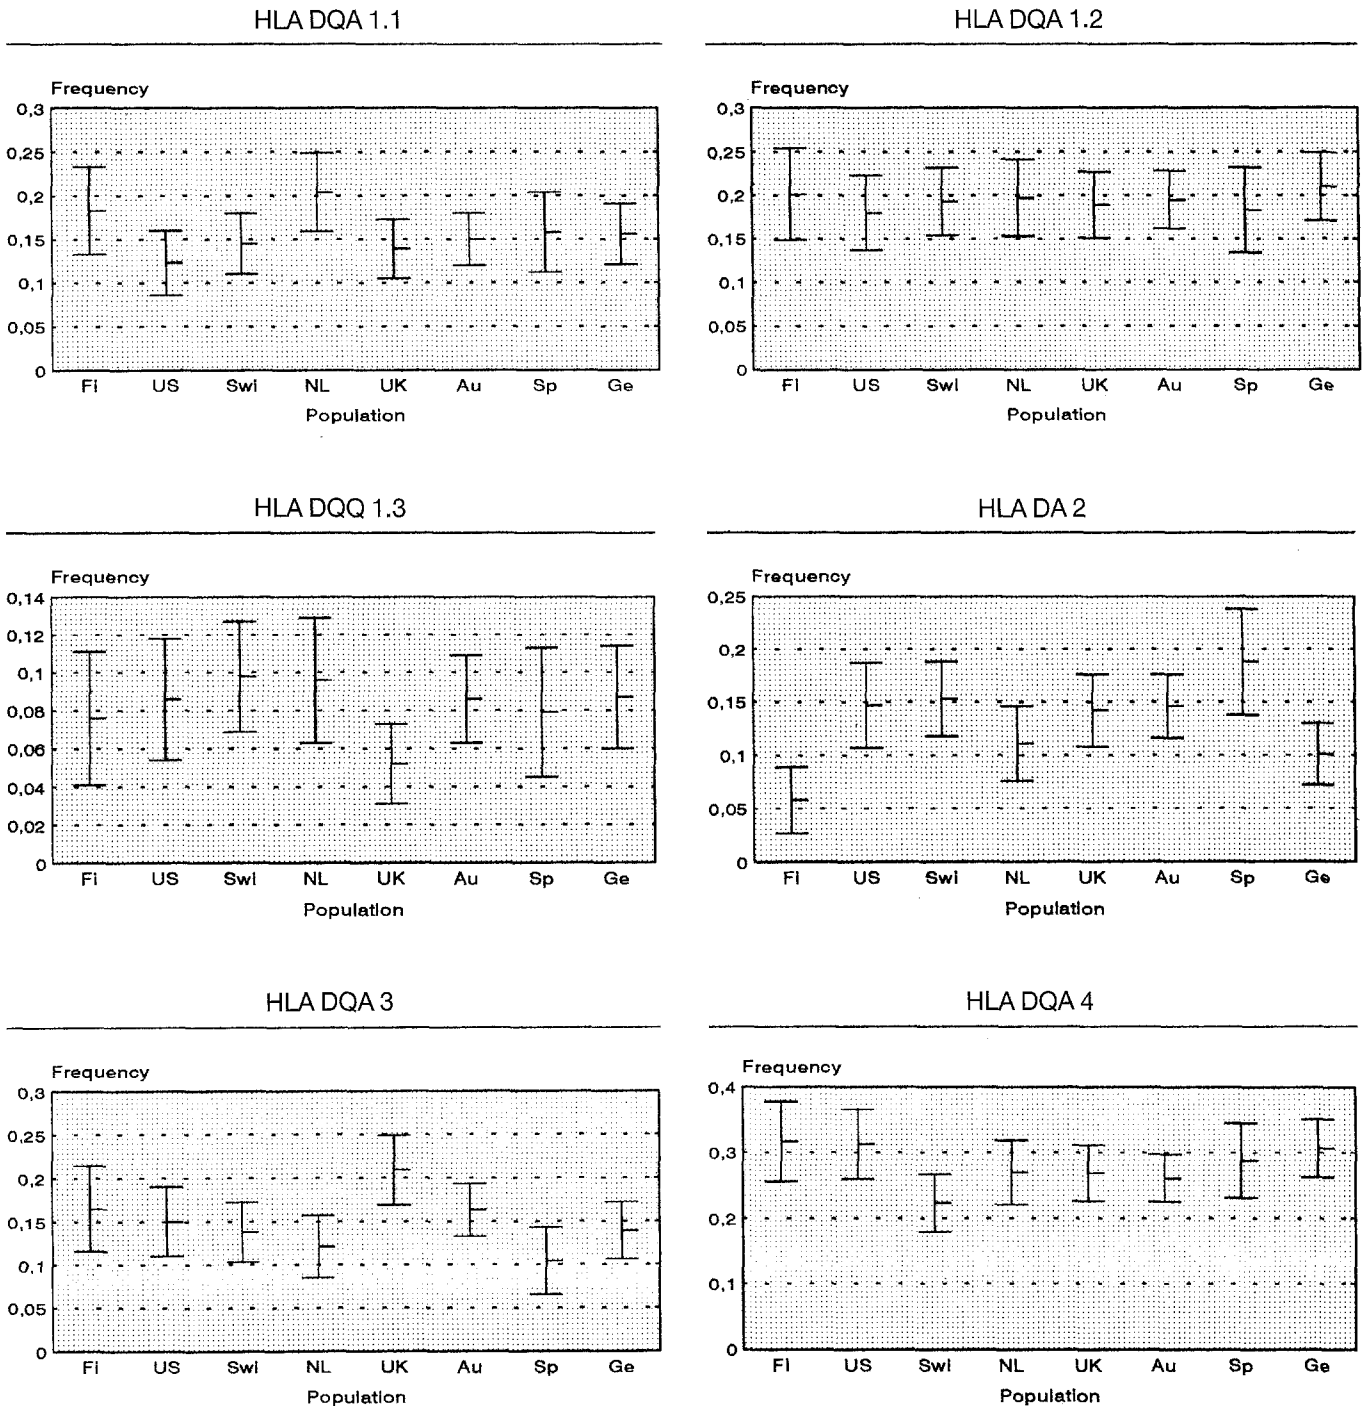 HLA DQA 1.1
Frequency
0,3
0,25
0,2
0,15
0,1
0,05
0
Fi US Swi NL UK Au Sp Ge
Population
HLA DQA 1.2
Frequency
0,3
0,25
0,2
0,15
0,1
0,05
0
Fi US Swi NL UK Au Sp Ge
Population
HLA DQQ 1.3
Frequency
0,14
0,12
0,1
0,08
0,06
0,04
0,02
0
Fi US Swi NL UK Au Sp Ge
Population
HLA DA 2
Frequency
0,25
0,2
0,15
0,1
0,05
0
Fi US Swi NL UK Au Sp Ge
Population
HLA DQA 3
Frequency
0,3
0,25
0,2
0,15
0,1
0,05
0
Fi US Swi NL UK Au Sp Ge
Population
HLA DQA 4
Frequency
0,4
0,3
0,2
0,1
0
Fi US Swi NL UK Au Sp Ge
Population